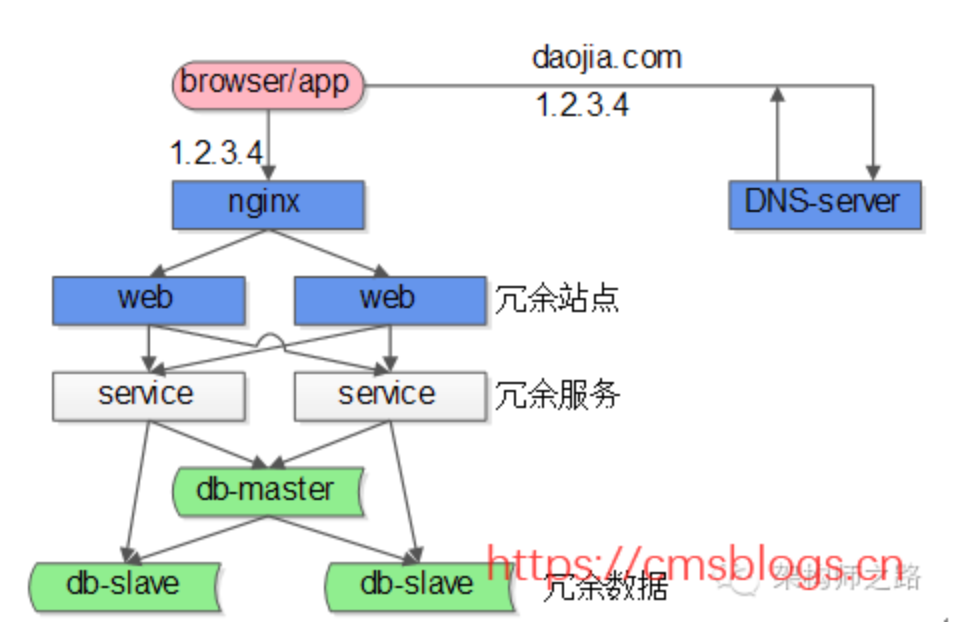 daojia.com
browser/app
1.2.3.4
1.2.3.4
nginx
DNS-server
web
web
冗余站点
service
service
冗余服务
db-master
db-slave
db-slave
冗余数据
https://cmsblogs.cn
架构师之路